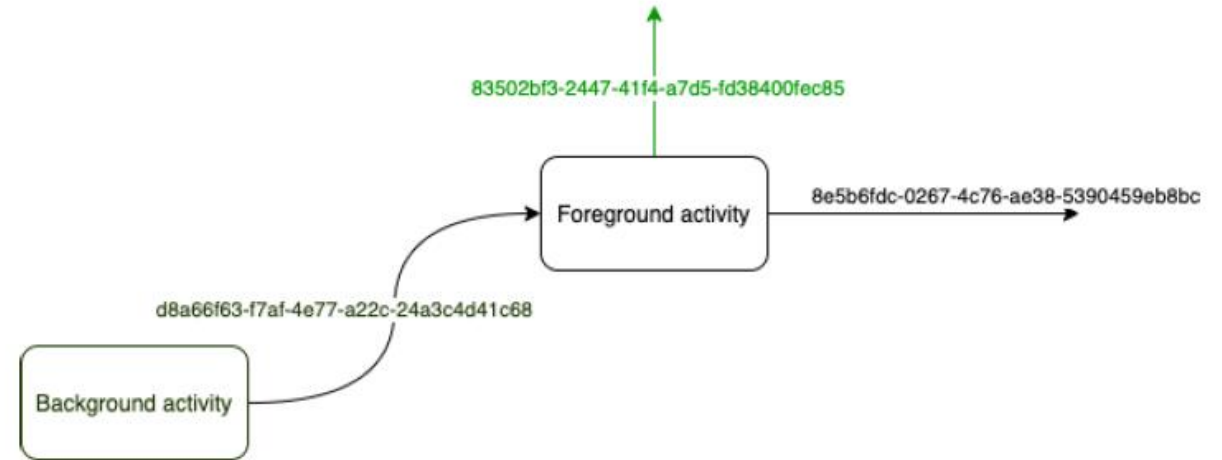 83502bf3-2447-41f4-a7d5-fd38400fec85
8e5b6fdc-0267-4c76-ae38-5390459eb8bc
Foreground activity
d8a66f63-f7af-4e77-a22c-24a3c4d41c68
Background activity